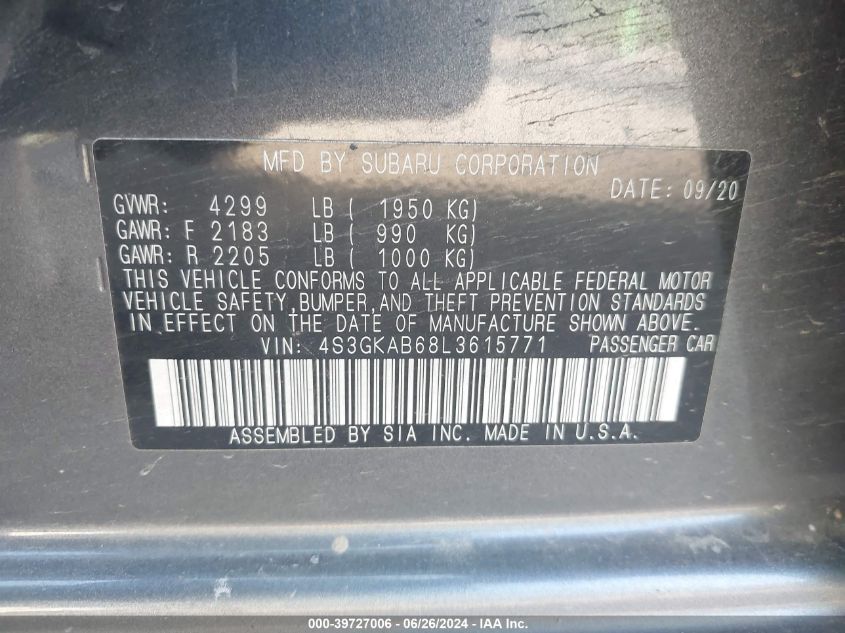 MFD BY SUBARU CORPORATION
DATE: 09/20
GVWR: 4299 LB ( 1950 KG)
GAWR: F 2183 LB ( 990 KG)
GAWR: R 2205 LB ( 1000 KG)
THIS VEHICLE CONFORMS TO ALL APPLICABLE FEDERAL MOTOR
VEHICLE SAFETY,BUMPER,AND THEFT PREVENTION STANDARDS
IN EFFECT ON THE DATE OF MANUFACTURE SHOWN ABOVE.
VIN: 4S3GKAB68L3615771 PASSENGER CAR
ASSEMBLED BY SIA INC. MADE IN U.S.A.
000-39727006 - 06/26/2024 - IAA Inc.